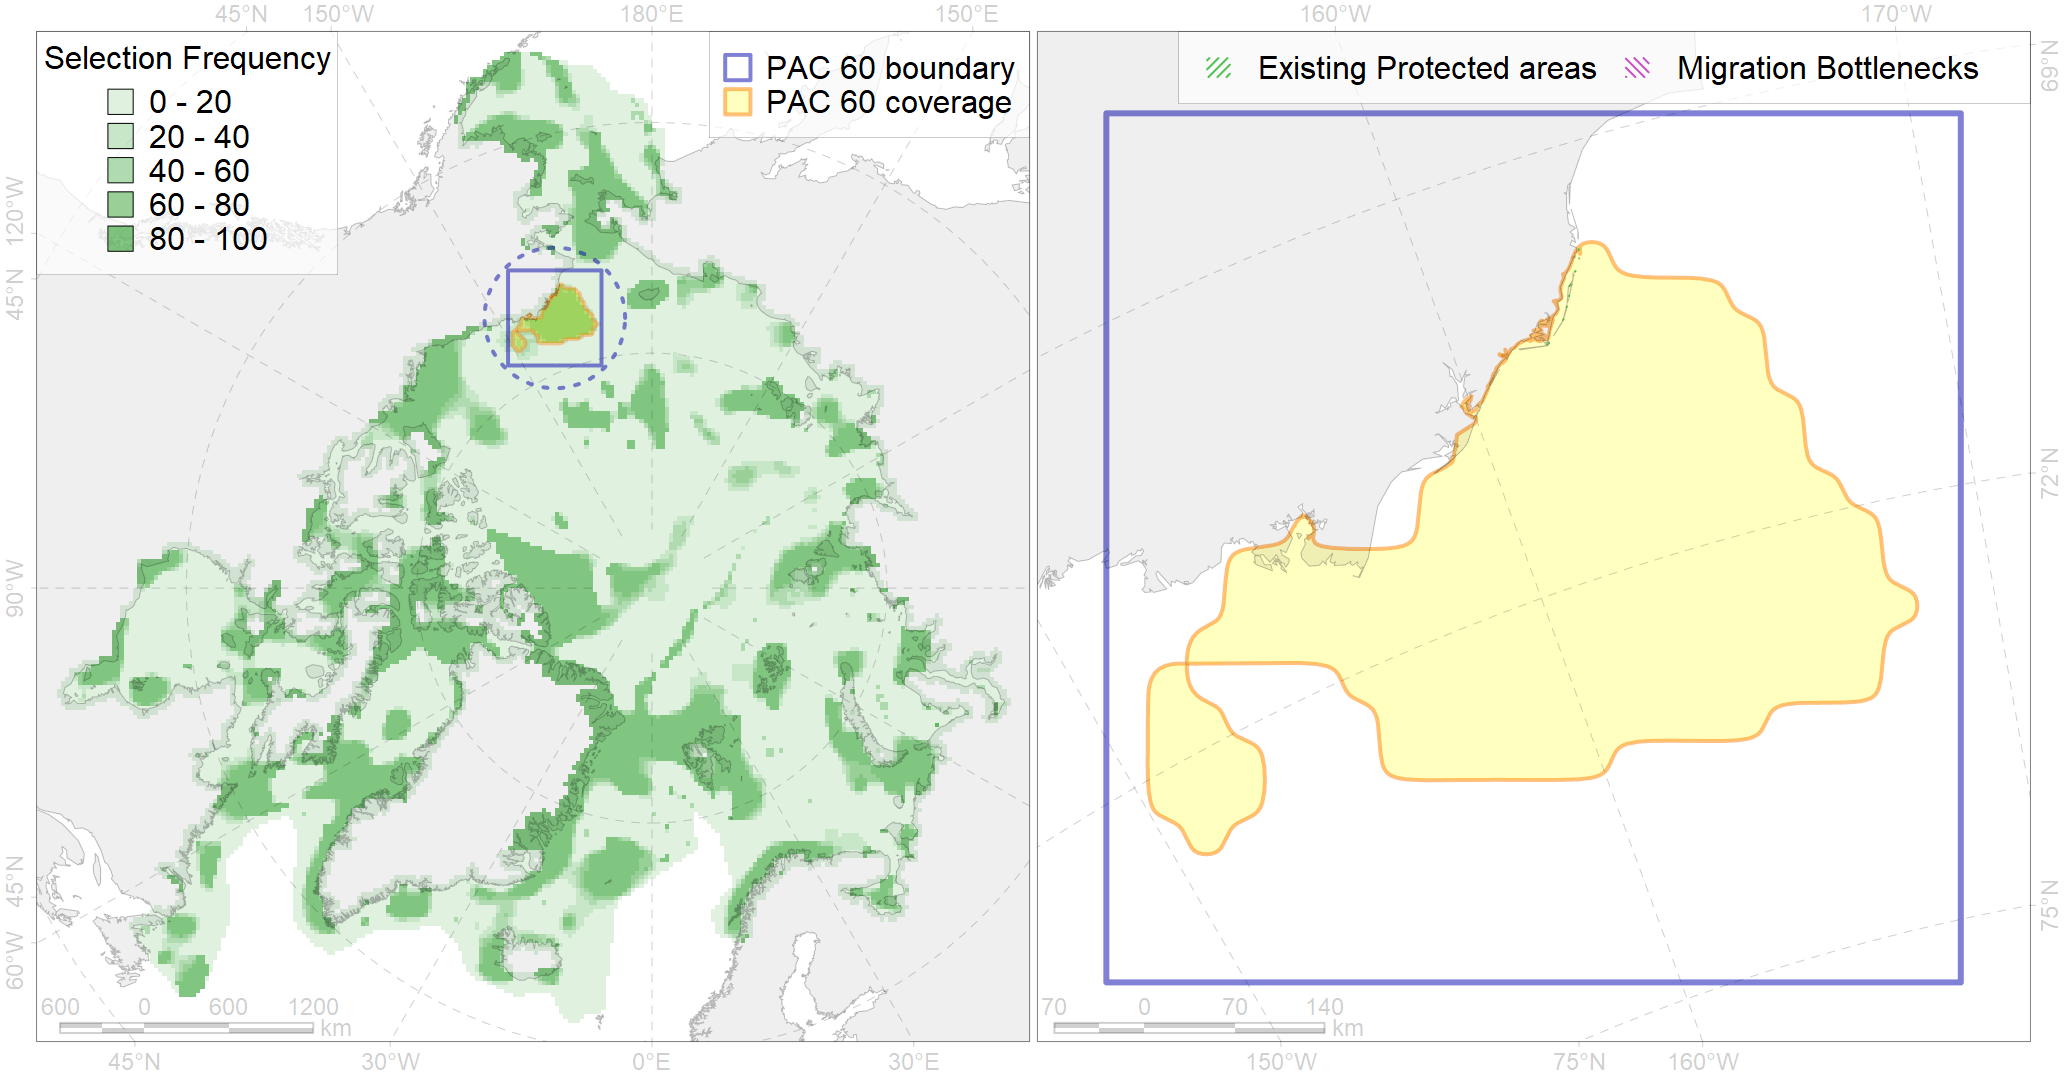 45°N 150°W 180°E 150°E 160°W 170°W
Selection Frequency
0 - 20
20 - 40
40 - 60
60 - 80
80 - 100
PAC 60 boundary
PAC 60 coverage
Existing Protected areas
Migration Bottlenecks
120°W
45°N
90°W
45°N
60°W
69°N
72°N
75°N
600 0 600 1200
km
70 0 70 140
km
45°N 30°W 0°E 30°E 150°W 75°N 160°W